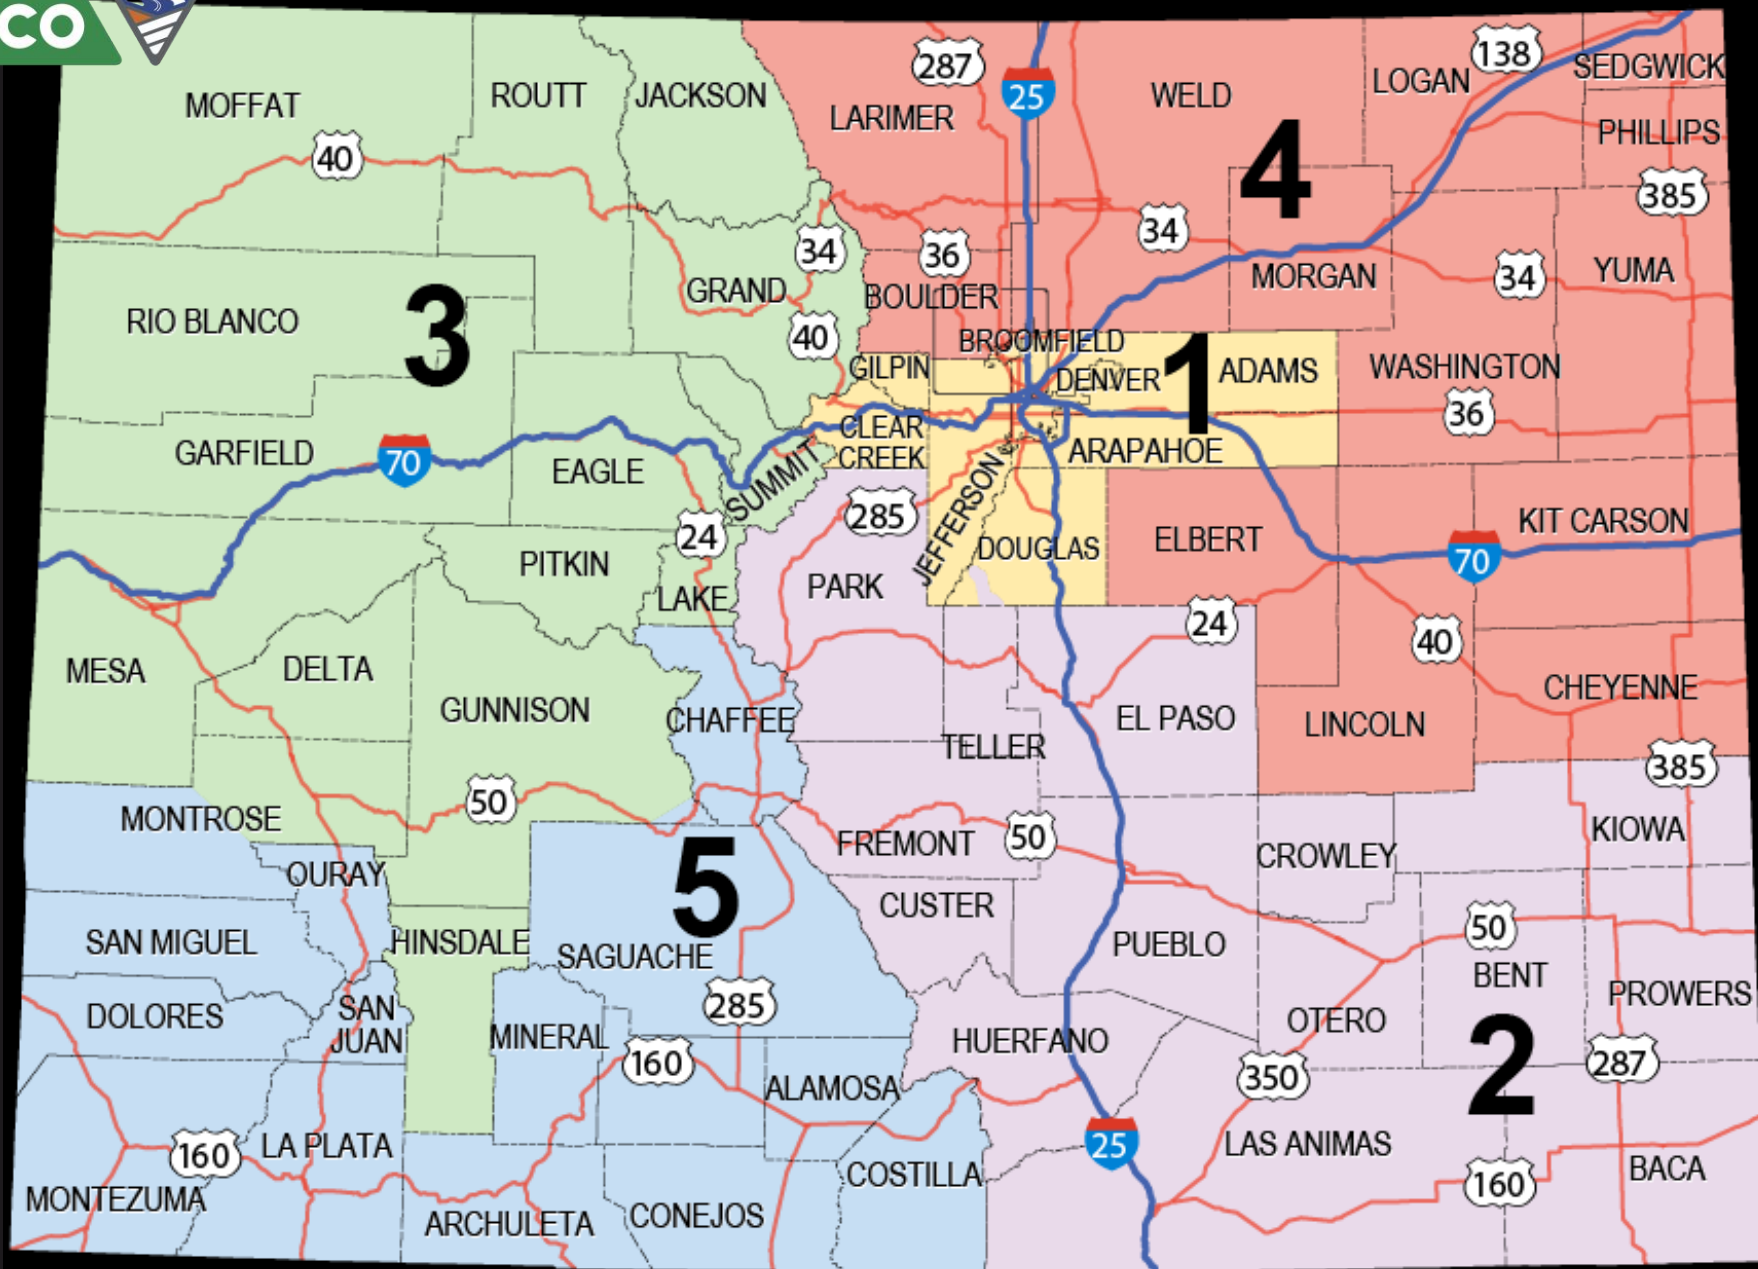 CO
MOFFAT
ROUTT
JACKSON
287
25
LARIMER
WELD
LOGAN
138
SEDGWICK
PHILLIPS
40
4
385
34
36
34
34
GRAND
BOULDER
MORGAN
YUMA
RIO BLANCO
3
40
BROOMFIELD
GILPIN
DENVER
1
ADAMS
WASHINGTON
36
GARFIELD
70
EAGLE
SUMMIT
CLEAR
CREEK
JEFFERSON
ARAPAHOE
24
285
PITKIN
DOUGLAS
ELBERT
KIT CARSON
70
LAKE
PARK
24
40
MESA
DELTA
GUNNISON
CHAFFEE
TELLER
EL PASO
LINCOLN
CHEYENNE
385
50
MONTROSE
OURAY
5
FREMONT
50
CROWLEY
KIOWA
CUSTER
SAN MIGUEL
HINSDALE
SAGUACHE
PUEBLO
50
BENT
PROWERS
DOLORES
SAN
JUAN
MINERAL
285
160
HUERFANO
OTERO
350
2
287
ALAMOSA
160
LA PLATA
COSTILLA
25
LAS ANIMAS
160
BACA
MONTEZUMA
ARCHULETA
CONEJOS